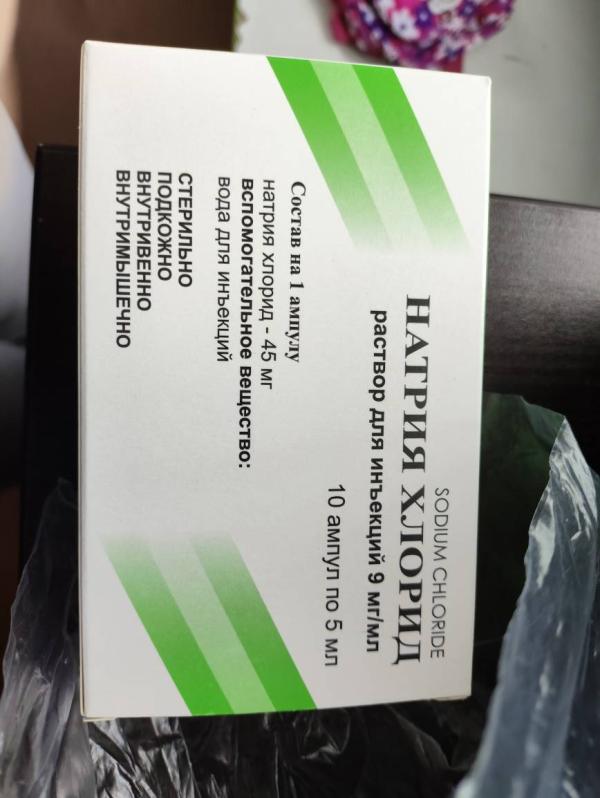 SODIUM CHLORIDE
НАТРИЯ ХЛОРИД
раствор для инъекций 9 мг/мл
10 ампул по 5 мл
Состав на 1 ампулу
натрия хлорид - 45 мг
вспомогательное вещество:
вода для инъекций
СТЕРИЛЬНО
ПОДКОЖНО
ВНУТРИВЕННО
ВНУТРИМЫШЕЧНО